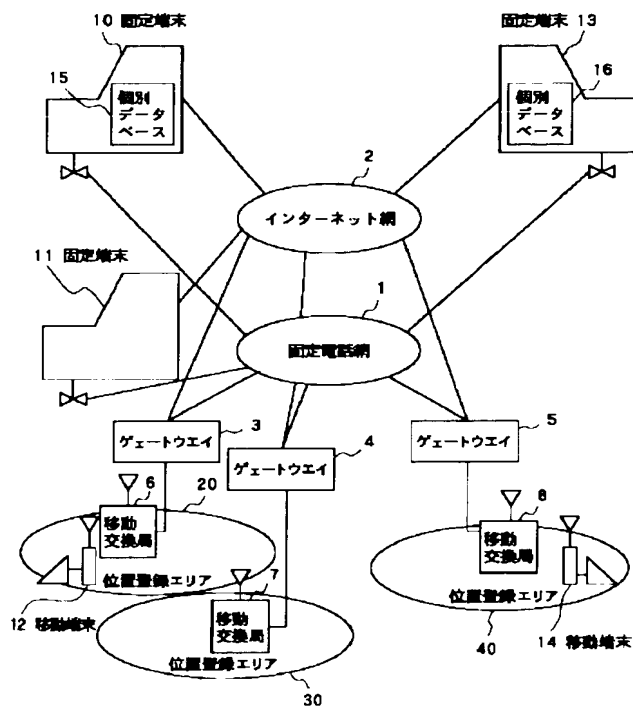 10 固定端末
固定端末 13
15
個別
データ
ベース
16
個別
データ
ベース
2
インターネット網
11 固定端末
1
固定電話網
3
ゲェートウエイ
4
ゲェートウエイ
5
ゲェートウエイ
6
20
移動
交換局
位置登録エリア
12 移動端末
7
移動
交換局
位置登録エリア
30
8
移動
交換局
位置登録エリア
40
14 移動端末